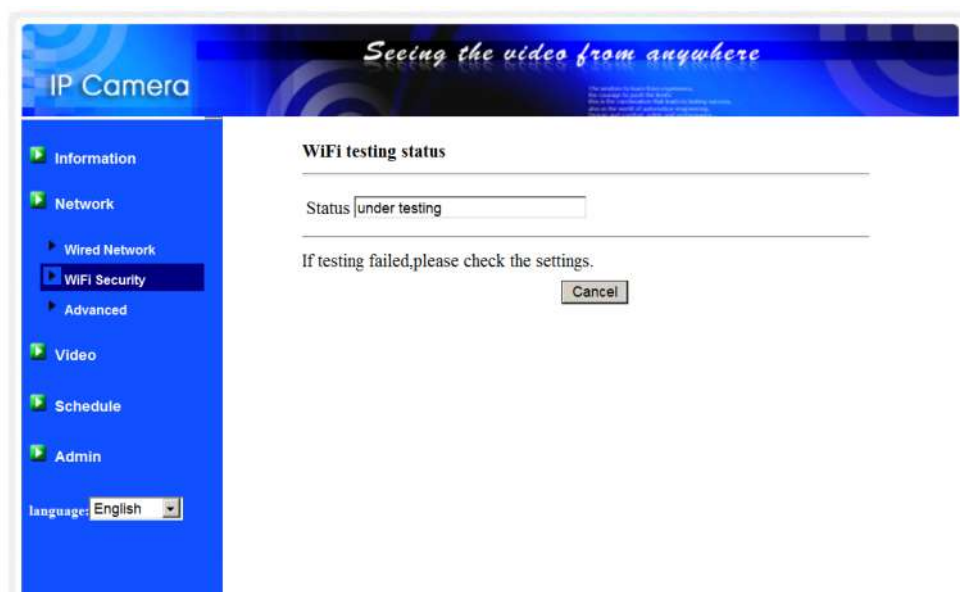 Seeing the video from anywhere
IP Camera
Information
Network
Wired Network
WiFi Security
Advanced
Video
Schedule
Admin
language: English
WiFi testing status
Status under testing
If testing failed,please check the settings.
Cancel